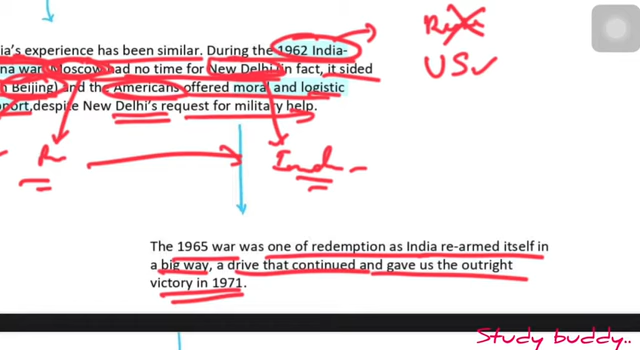 ia's experience has been similar. During the 1962 India-
na war, Moscow had no time for New Delhi (in fact, it sided
Beijing) and the Americans offered moral and logistic
port, despite New Delhi's request for military help.
US
Ind
The 1965 war was one of redemption as India re-armed itself in
a big way, a drive that continued and gave us the outright
victory in 1971.
Study buddy..